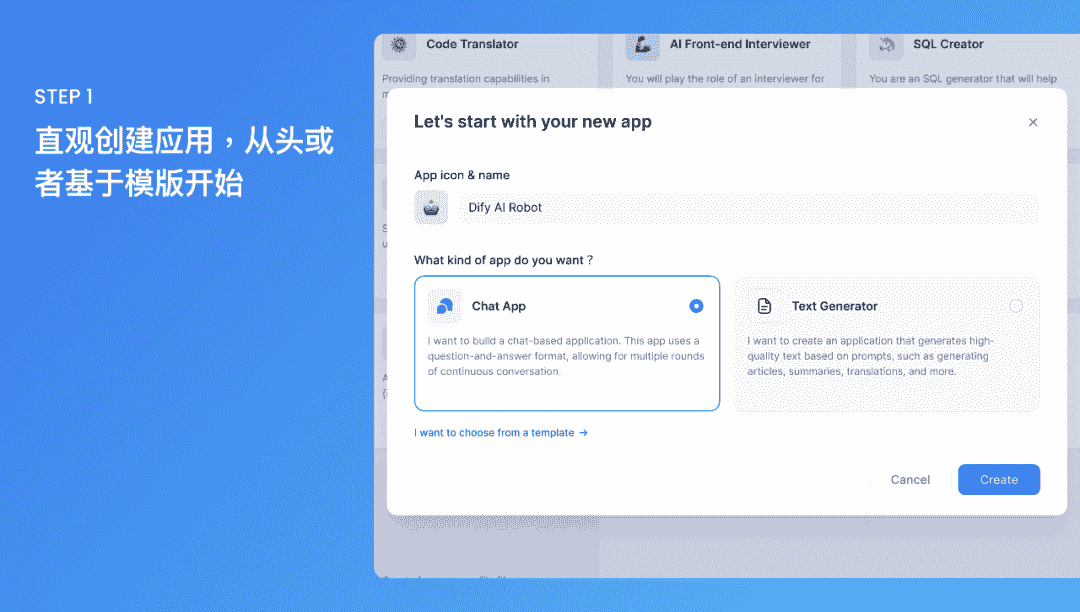 STEP 1
直观创建应用，从头或
者基于模版开始
Code Translator
AI Front-end Interviewer
SQL Creator
Providing translation capabilities in
You will play the role of an interviewer for
You are an SQL generator that will help
Let's start with your new app
App icon & name
Dify AI Robot
What kind of app do you want ?
Chat App
I want to build a chat-based application. This app uses a
question-and-answer format, allowing for multiple rounds
of continuous conversation.
Text Generator
I want to create an application that generates high-
quality text based on prompts, such as generating
articles, summaries, translations, and more.
I want to choose from a template →
Cancel
Create